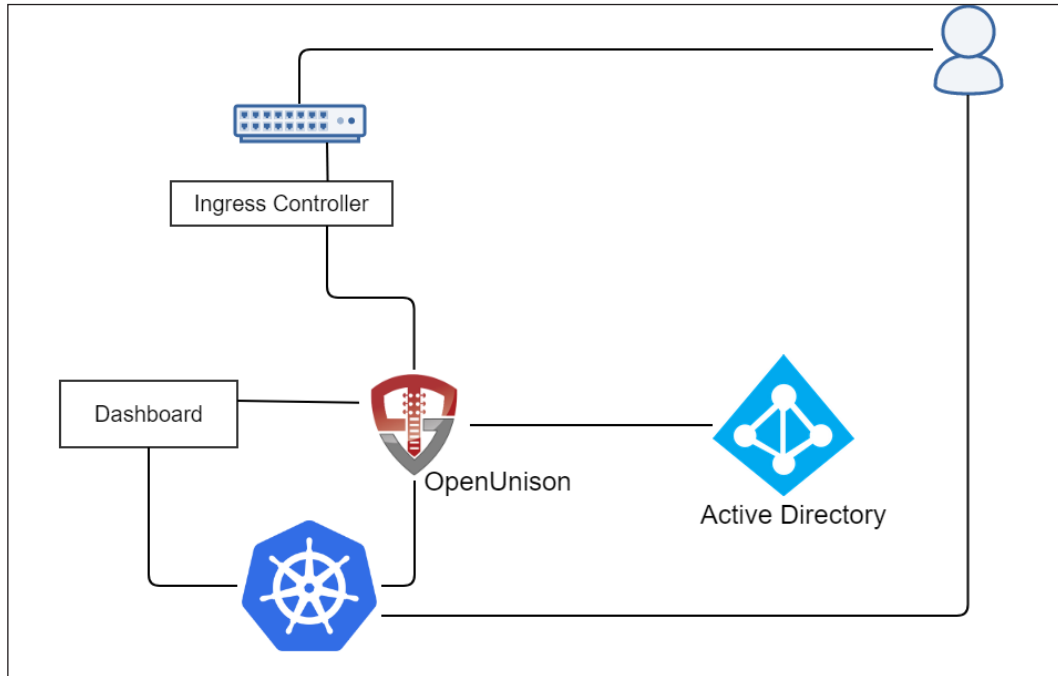 Ingress Controller
Dashboard
OpenUnison
Active Directory